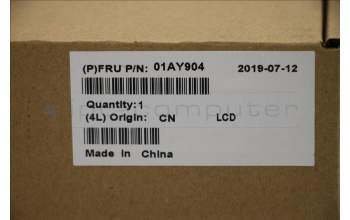 (P)FRU P/N: 01AY904 2019-07-12
Quantity:1
(4L) Origin: CN LCD
Made in China